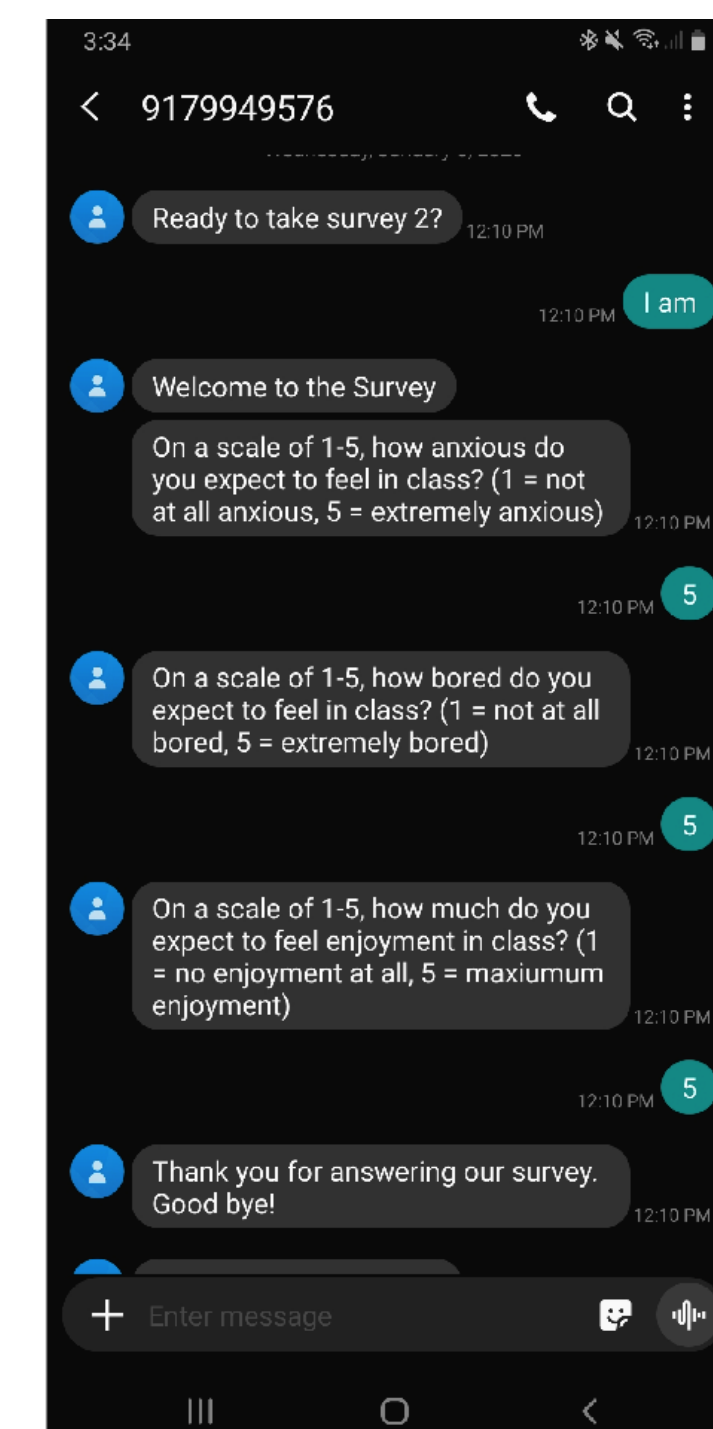 3:34
9179949576
Ready to take survey 2?
12:10 PM
I am
12:10 PM
Welcome to the Survey
On a scale of 1-5, how anxious do
you expect to feel in class? (1 = not
at all anxious, 5 = extremely anxious)
12:10 PM
5
12:10 PM
On a scale of 1-5, how bored do you
expect to feel in class? (1 = not at all
bored, 5 = extremely bored)
12:10 PM
5
12:10 PM
On a scale of 1-5, how much do you
expect to feel enjoyment in class? (1
= no enjoyment at all, 5 = maxiumum
enjoyment)
12:10 PM
5
12:10 PM
Thank you for answering our survey.
Good bye!
12:10 PM
Enter message